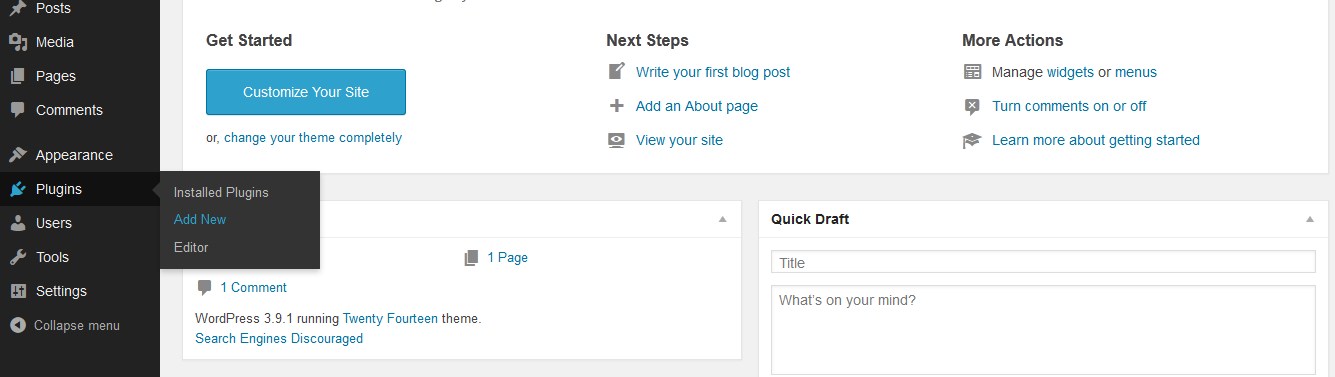 Posts
Media
Pages
Comments
Appearance
Plugins
Users
Tools
Settings
Collapse menu
Installed Plugins
Add New
Editor
Get Started
Customize Your Site
or, change your theme completely
Next Steps
Write your first blog post
Add an About page
View your site
More Actions
Manage widgets or menus
Turn comments on or off
Learn more about getting started
1 Page
1 Comment
WordPress 3.9.1 running Twenty Fourteen theme.
Search Engines Discouraged
Quick Draft
Title
What's on your mind?